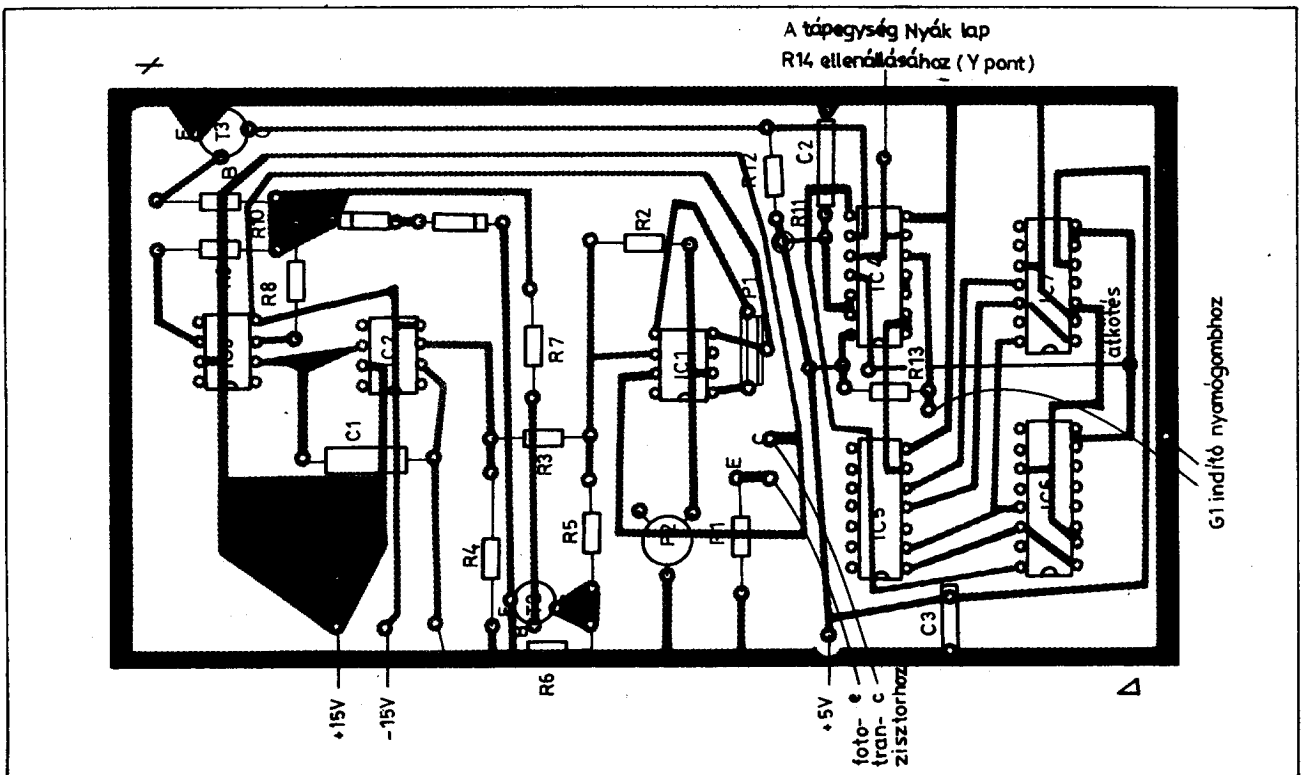 A tápegység Nyák lap
R14 ellenállásához (Y pont)
E
T3
C
B
R10
R8
R12
C2
R11
IC4
R2
P1
R7
IC1
IC7
átkötés
R13
C1
R3
C
E
R5
R4
P2
R1
IC5
IC6
C3
R6
G1 indító nyomógombhoz
+15V
-15V
+5V
foto- e
tran- c
zisztorhoz